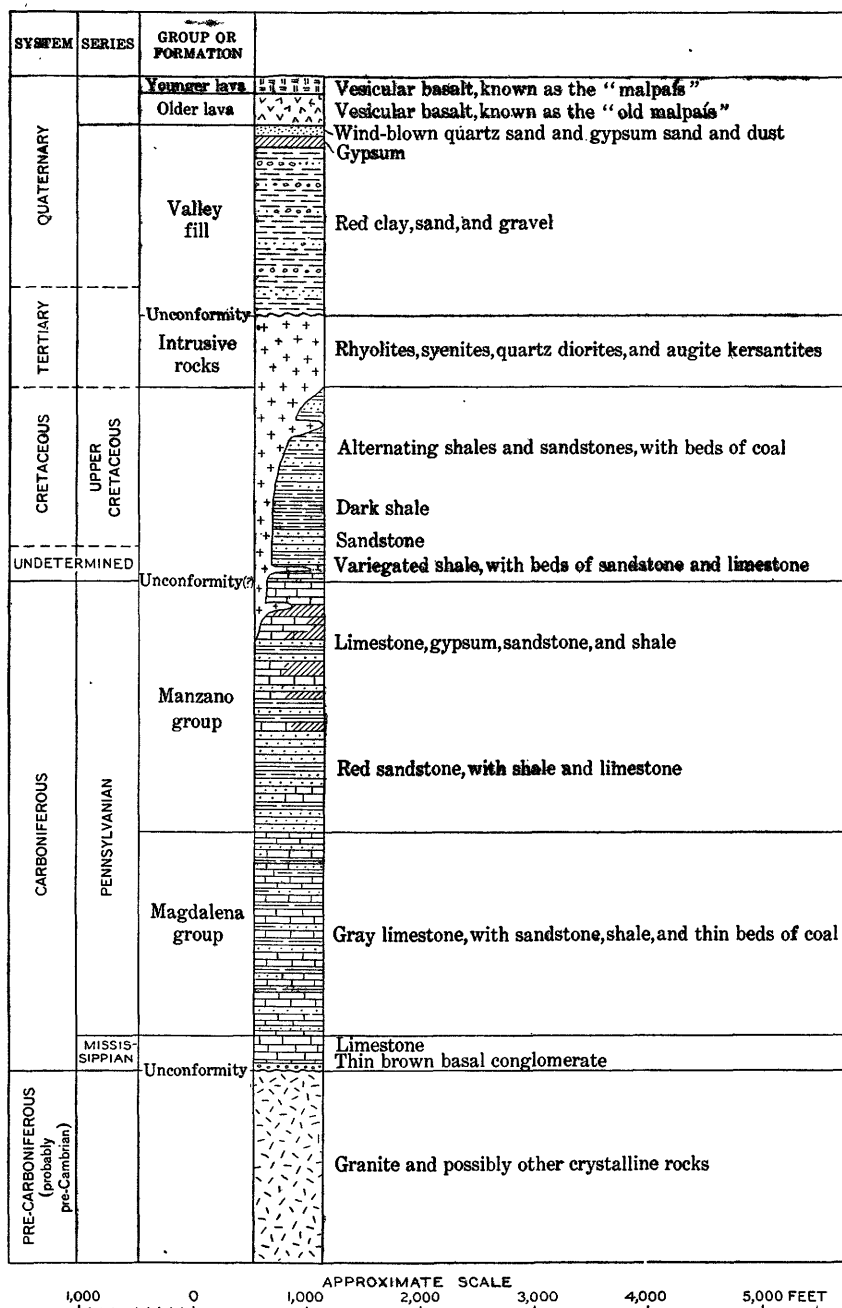 SYSTEM SERIES GROUP OR FORMATION
QUATERNARY
Younger lava
Vesicular basalt, known as the "malpaís"
Older lava
Vesicular basalt, known as the "old malpaís"
Wind-blown quartz sand and gypsum sand and dust
Gypsum
Valley
fill
Red clay, sand, and gravel
TERTIARY
Unconformity
Intrusive
rocks
Rhyolites, syenites, quartz diorites, and augite kersantites
CRETACEOUS
UPPER
CRETACEOUS
Alternating shales and sandstones, with beds of coal
Dark shale
Sandstone
UNDETERMINED
Variegated shale, with beds of sandstone and limestone
Unconformity(?)
CARBONIFEROUS
PENNSYLVANIAN
Limestone, gypsum, sandstone, and shale
Manzano
group
Red sandstone, with shale and limestone
Magdalena
group
Gray limestone, with sandstone, shale, and thin beds of coal
MISSIS-
SIPPIAN
Limestone
Thin brown basal conglomerate
Unconformity
PRE-CARBONIFEROUS
(probably
pre-Cambrian)
Granite and possibly other crystalline rocks
APPROXIMATE SCALE
1,000 0 1,000 2,000 3,000 4,000 5,000 FEET